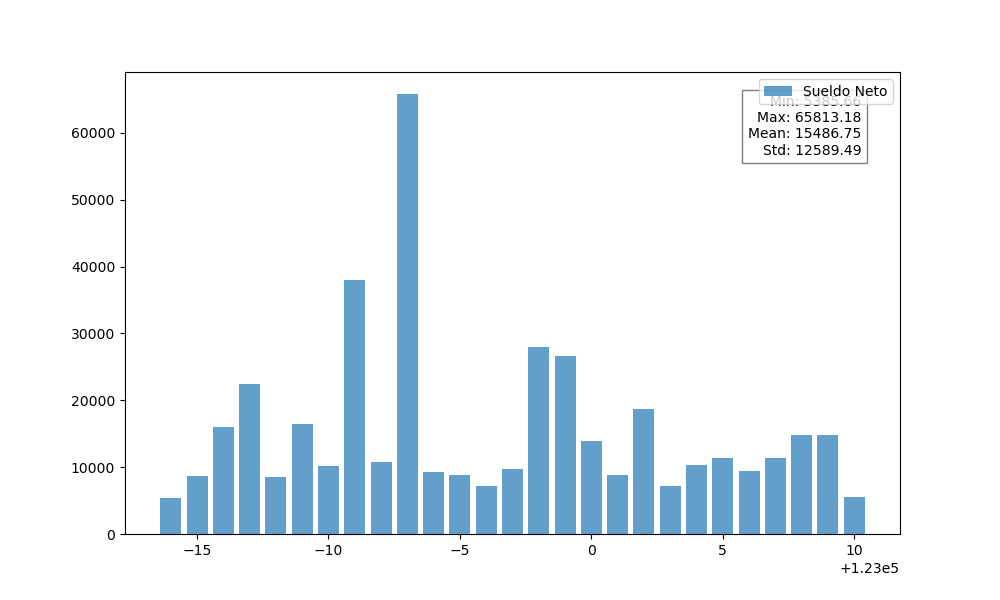 Sueldo Neto
Min: 5385.66
Max: 65813.18
Mean: 15486.75
Std: 12589.49
60000
50000
40000
30000
20000
10000
0
−15
−10
−5
0
5
10
+1.23e5